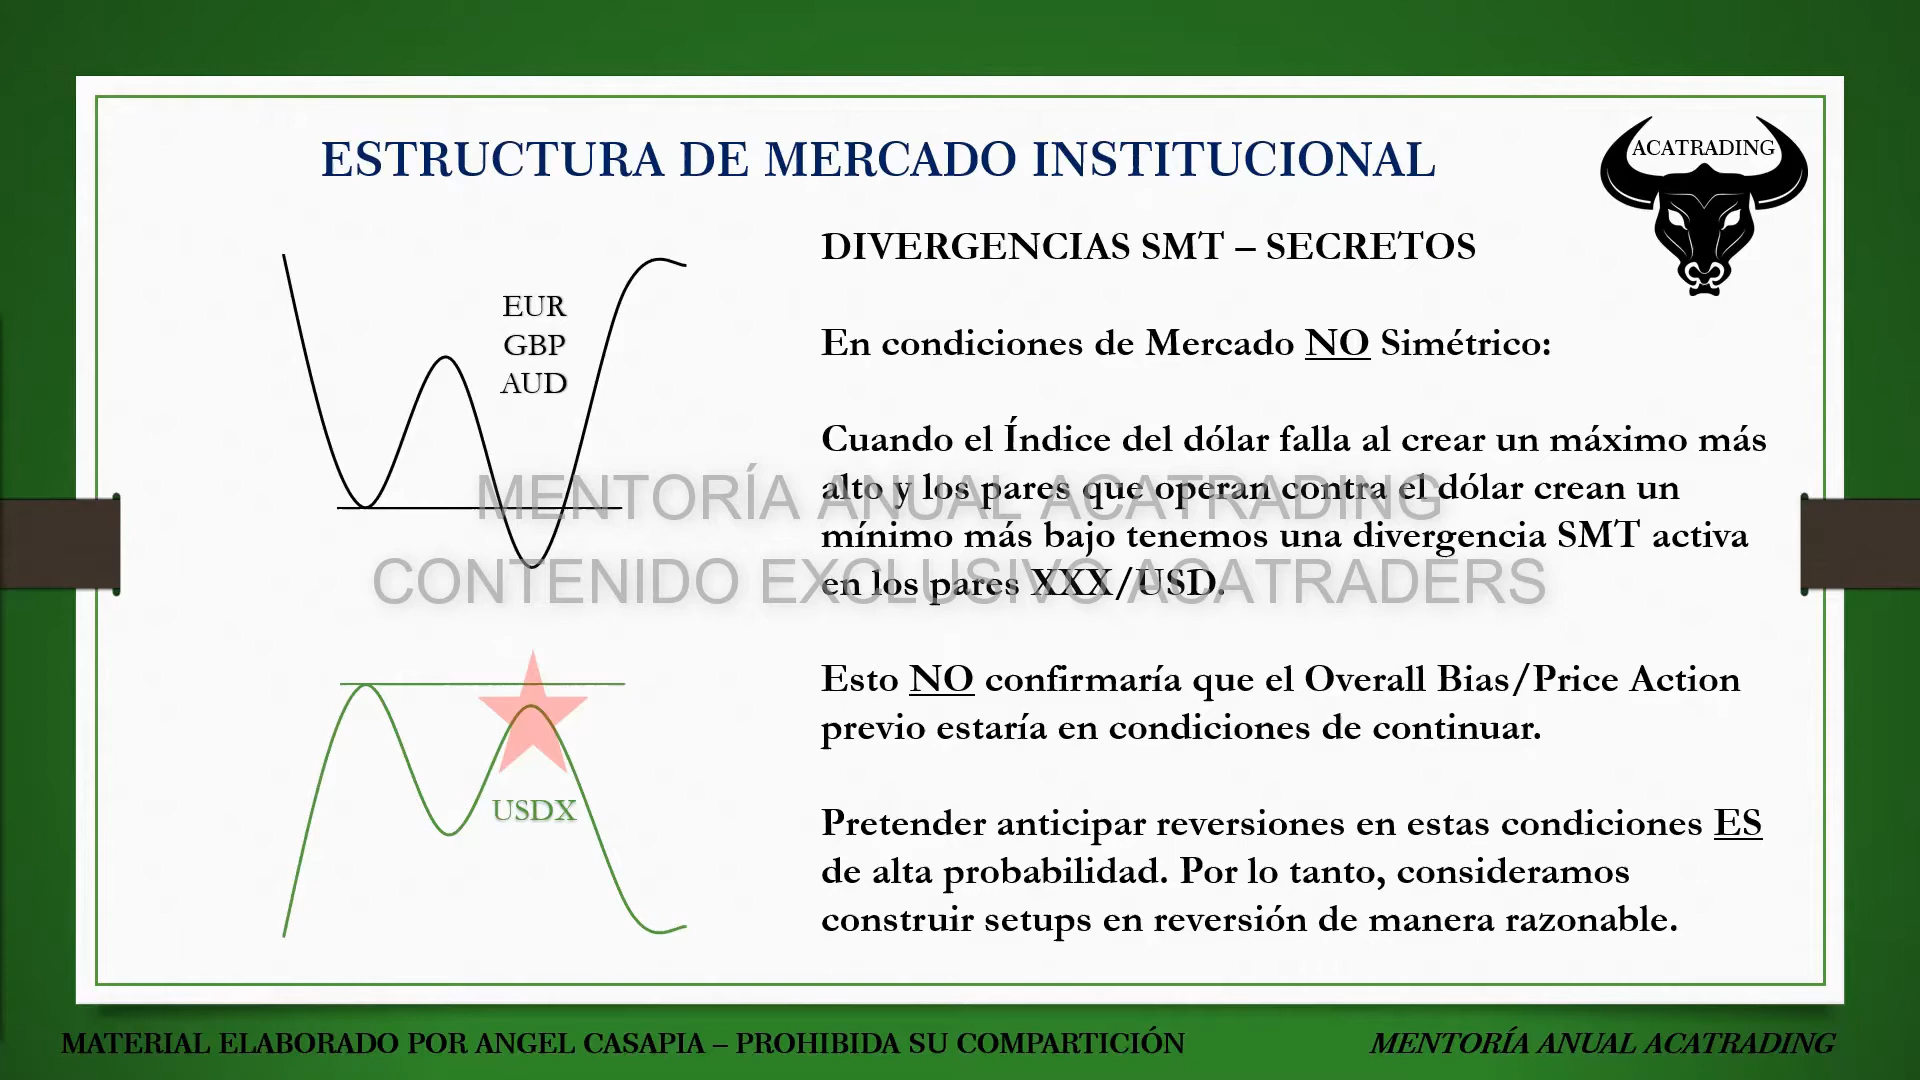 ESTRUCTURA DE MERCADO INSTITUCIONAL
ACATRADING
DIVERGENCIAS SMT – SECRETOS
EUR
GBP
AUD
En condiciones de Mercado NO Simétrico:
Cuando el Índice del dólar falla al crear un máximo más
alto y los pares que operan contra el dólar crean un
mínimo más bajo tenemos una divergencia SMT activa
en los pares XXX/USD.
MENTORÍA ANUAL ACATRADING
CONTENIDO EXCLUSIVO ACATRADERS
Esto NO confirmaría que el Overall Bias/Price Action
previo estaría en condiciones de continuar.
USDX
Pretender anticipar reversiones en estas condiciones ES
de alta probabilidad. Por lo tanto, consideramos
construir setups en reversión de manera razonable.
MATERIAL ELABORADO POR ANGEL CASAPIA – PROHIBIDA SU COMPARTICIÓN
MENTORÍA ANUAL ACATRADING